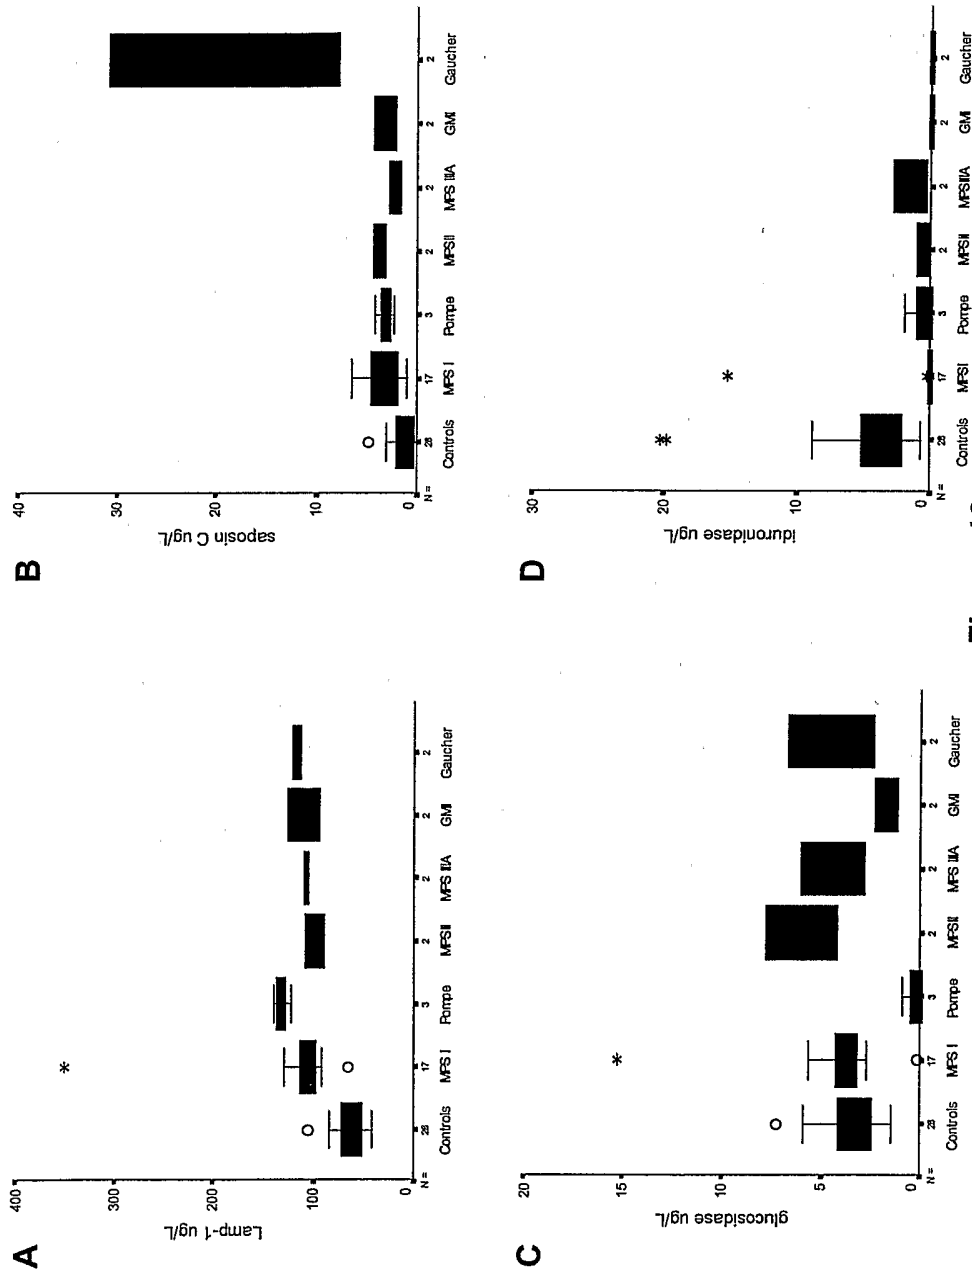 A
Lamp-1 ug/L
400
300
200
100
0
N = 28 17 3 2 2 2 2
Controls MPS I Pompe MPSII MPS IIIA GMI Gaucher
B
saposin C ug/L
40
30
20
10
0
N = 28 17 3 2 2 2 2
Controls MPS I Pompe MPSII MPS IIIA GMI Gaucher
C
glucosidase ug/L
20
15
10
5
0
N = 28 17 3 2 2 2 2
Controls MPS I Pompe MPSII MPS IIIA GMI Gaucher
D
iduronidase ug/L
30
20
10
0
N = 28 17 3 2 2 2 2
Controls MPSI Pompe MPSII MPSIIIA GMI Gaucher